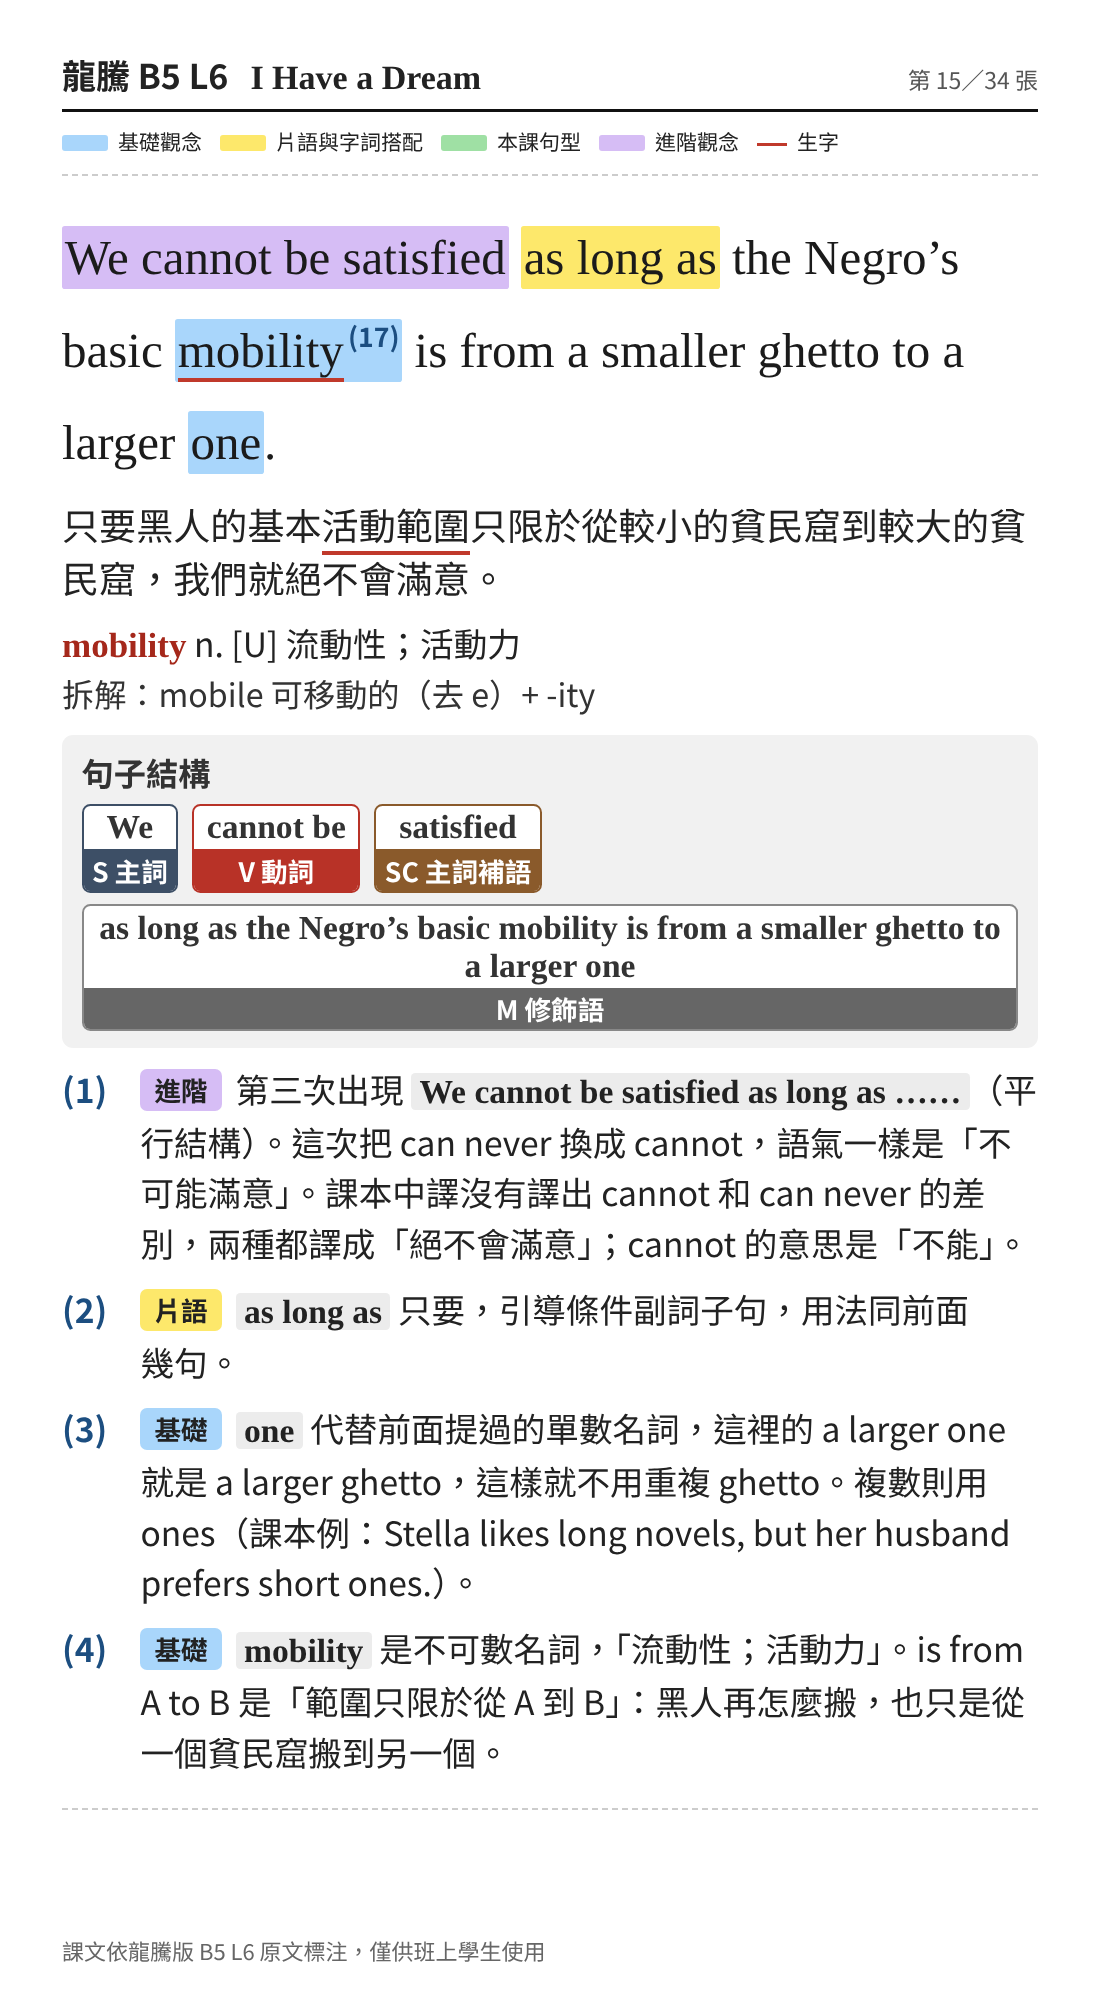 龍騰 B5 L6 I Have a Dream 第 15／34 張
基礎觀念 片語與字詞搭配 本課句型 進階觀念 生字
We cannot be satisfied as long as the Negro’s
basic mobility(17) is from a smaller ghetto to a
larger one.
只要黑人的基本活動範圍只限於從較小的貧民窟到較大的貧
民窟，我們就絕不會滿意。
mobility n. [U] 流動性；活動力
拆解：mobile 可移動的（去 e）+ -ity
句子結構
We cannot be satisfied
S 主詞 V 動詞 SC 主詞補語
as long as the Negro’s basic mobility is from a smaller ghetto to
a larger one
M 修飾語
(1) 進階 第三次出現 We cannot be satisfied as long as ……（平
行結構）。這次把 can never 換成 cannot，語氣一樣是「不
可能滿意」。課本中譯沒有譯出 cannot 和 can never 的差
別，兩種都譯成「絕不會滿意」；cannot 的意思是「不能」。
(2) 片語 as long as 只要，引導條件副詞子句，用法同前面
幾句。
(3) 基礎 one 代替前面提過的單數名詞，這裡的 a larger one
就是 a larger ghetto，這樣就不用重複 ghetto。複數則用
ones（課本例：Stella likes long novels, but her husband
prefers short ones.）。
(4) 基礎 mobility 是不可數名詞，「流動性；活動力」。is from
A to B 是「範圍只限於從 A 到 B」：黑人再怎麼搬，也只是從
一個貧民窟搬到另一個。
課文依龍騰版 B5 L6 原文標注，僅供班上學生使用